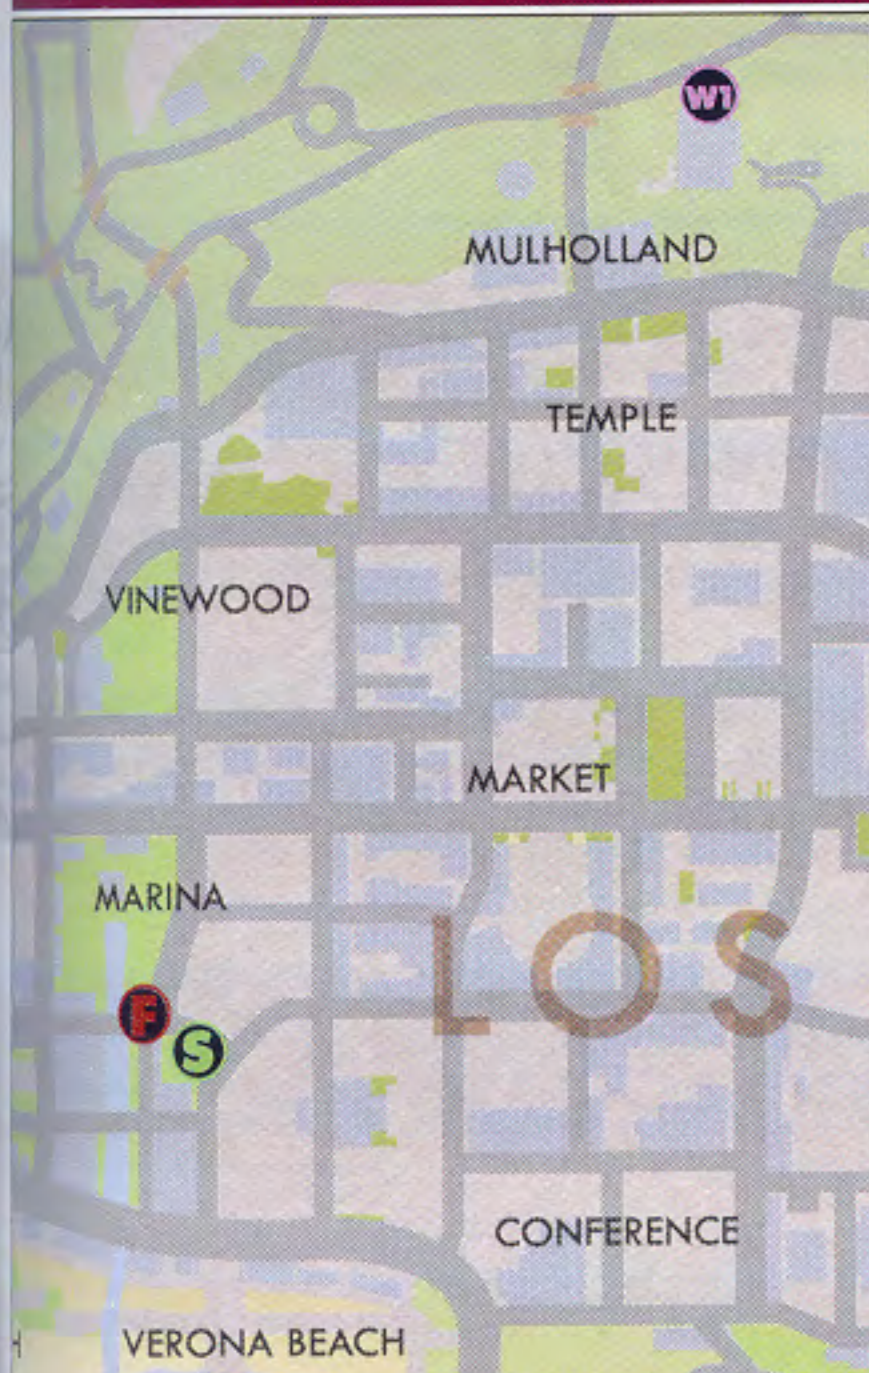 W1
MULHOLLAND
TEMPLE
VINEWOOD
MARKET
MARINA
LOS
F
S
CONFERENCE
H
VERONA BEACH